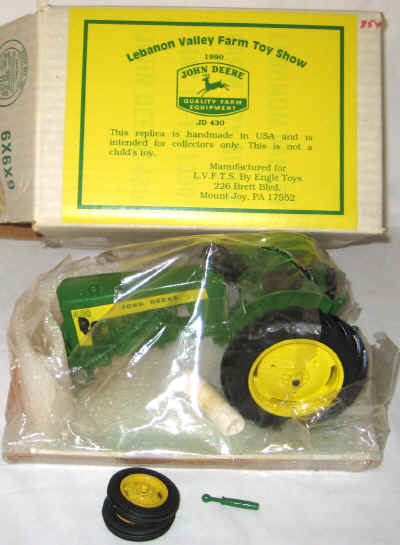 Lebanon Valley Farm Toy Show
1990
JOHN DEERE
QUALITY FARM
EQUIPMENT
JD 430
This replica is handmade in USA and is
intended for collectors only. This is not a
child's toy.
Manufactured for
L.V.F.T.S. By Engle Toys
226 Brett Blvd.
Mount Joy, PA 17552
JOHN DEERE